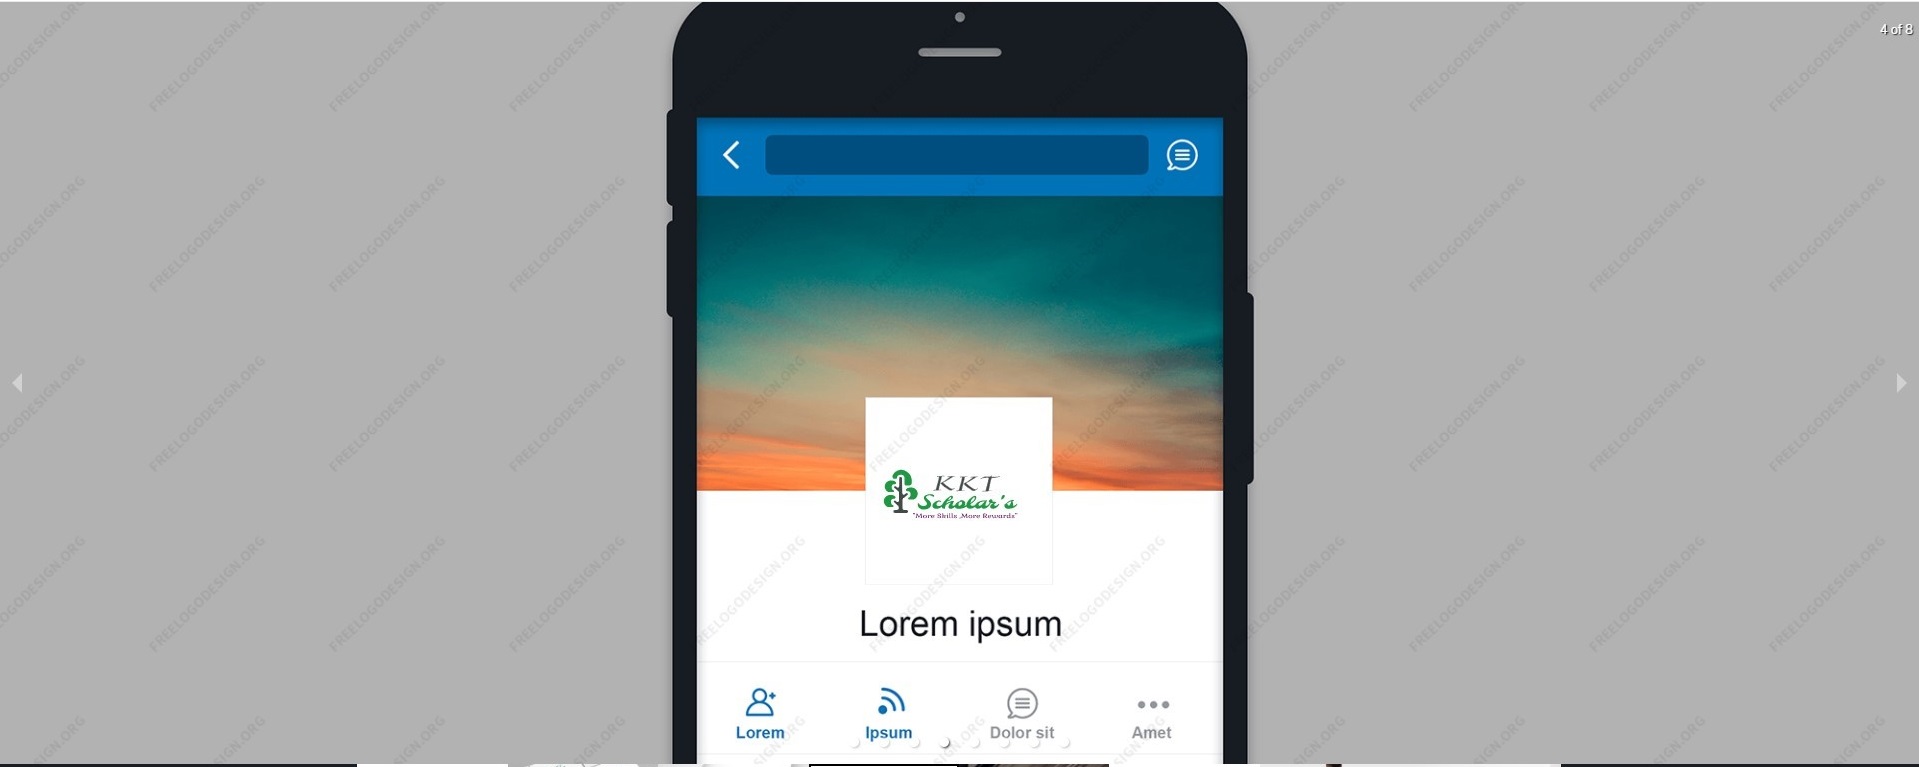 4 of 8
KKT
Scholar's
"More Skills ,More Rewards"
Lorem ipsum
Lorem
Ipsum
Dolor sit
Amet
FREELOGODESIGN.ORG